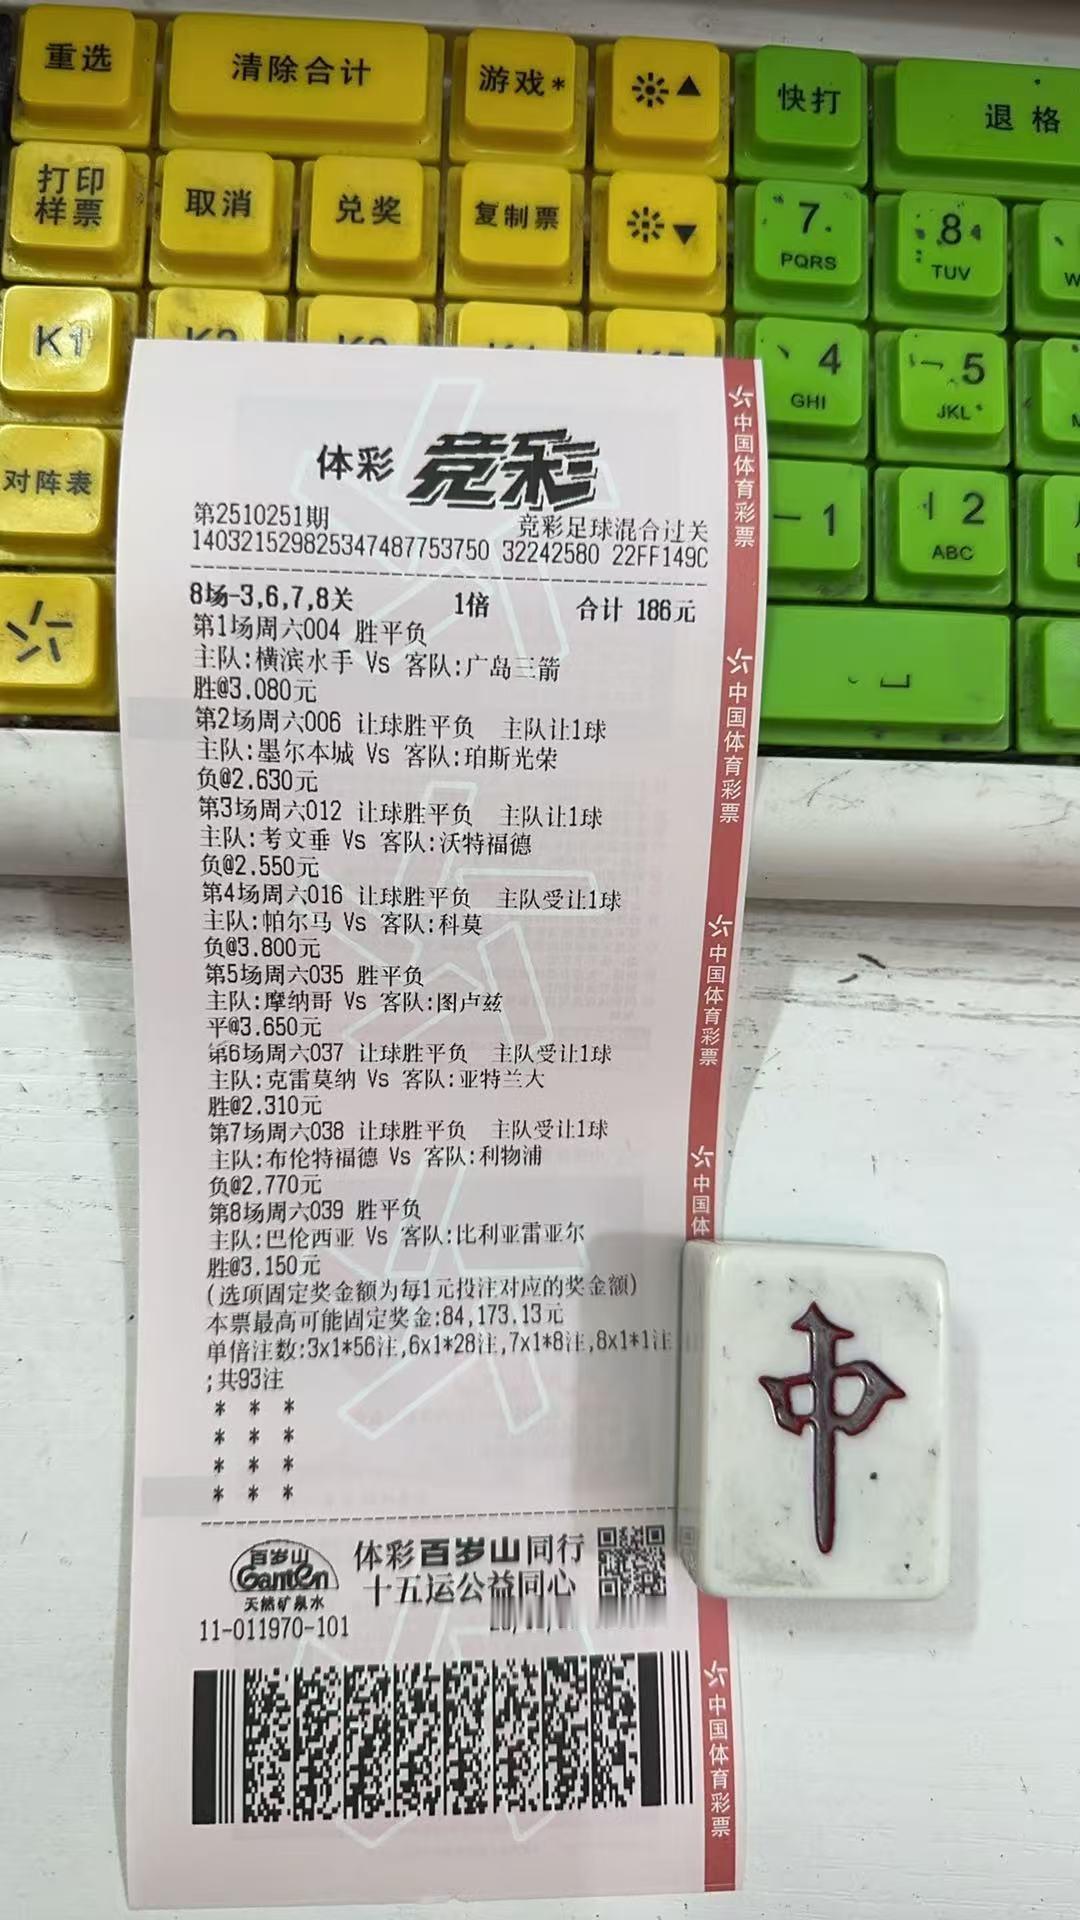 重选
清除合计
游戏*
▲
快打
退格
打印
样票
取消
兑奖
复制票
▼
7
PQRS
8
TUV
K1
4
GHI
5
JKL
对阵表
1
2
ABC
体彩 竞彩
第2510251期
竞彩足球混合过关
140321529825347487753750 32242580 22FF149C
8场-3,6,7,8关 1倍 合计 186元
第1场周六004 胜平负
主队:横滨水手 Vs 客队:广岛三箭
胜@3.080元
第2场周六006 让球胜平负 主队让1球
主队:墨尔本城 Vs 客队:珀斯光荣
负@2.630元
第3场周六012 让球胜平负 主队让1球
主队:考文垂 Vs 客队:沃特福德
负@2.550元
第4场周六016 让球胜平负 主队受让1球
主队:帕尔马 Vs 客队:科莫
负@3.800元
第5场周六035 胜平负
主队:摩纳哥 Vs 客队:图卢兹
平@3.650元
第6场周六037 让球胜平负 主队受让1球
主队:克雷莫纳 Vs 客队:亚特兰大
胜@2.310元
第7场周六038 让球胜平负 主队受让1球
主队:布伦特福德 Vs 客队:利物浦
负@2.770元
第8场周六039 胜平负
主队:巴伦西亚 Vs 客队:比利亚雷亚尔
胜@3.150元
(选项固定奖金额为每1元投注对应的奖金额)
本票最高可能固定奖金:84,173.13元
单倍注数:3x1*56注,6x1*28注,7x1*8注,8x1*1注
;共93注
* * *
* * *
* * *
* * *
百岁山
Ganten
天然矿泉水
体彩百岁山同行
十五运公益同心
11-011970-101
中国体育彩票
中国体育彩票
中国体育彩票
中国体
中国体育彩票
中